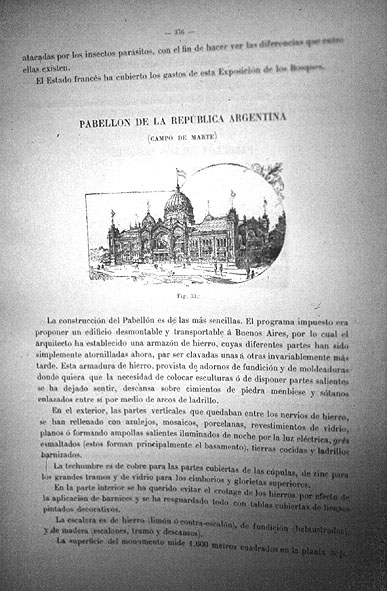 — 376 —
atacadas por los insectos parásitos, con el fin de hacer ver las diferencias que entre
ellas existen.
El Estado francés ha cubierto los gastos de esta Exposición de los Bosques.
PABELLON DE LA REPÚBLICA ARGENTINA
(CAMPO DE MARTE)
Fig. 33.
La construcción del Pabellón es de las más sencillas. El programa impuesto era
proponer un edificio desmontable y transportable á Buenos Aires, por lo cual el
arquitecto ha establecido una armazón de hierro, cuyas diferentes partes han sido
simplemente atornilladas ahora, par ser clavadas unas á otras invariablemente más
tarde. Esta armadura de hierro, provista de adornos de fundición y de molduras
donde quiera que la necesidad de colocar esculturas ó de disponer partes salientes
se ha dejado sentir, descansa sobre cimientos de piedra menbiese y sótanos
enlazados entre sí por medio de arcos de ladrillo.
En el exterior, las partes verticales que quedaban entre los nervios de hierro,
se han rellenado con azulejos, mosaicos, porcelanas, revestimientos de vidrio,
planos ó formando ampollas salientes iluminados de noche por la luz eléctrica, grés
esmaltados (estos forman principalmente el basamento), tierras cocidas y ladrillos
barnizados.
La techumbre es de cobre para las partes cubiertas de las cúpulas, de zinc para
los grandes tramos y de vidrio para los cimborios y glorietas superiores.
En la parte interior se ha querido evitar el crotage de los hierros por efecto de
la aplicación de barnices y se ha resguardado todo con tablas cubiertas de lienzos
pintados decorativos.
La escalera es de hierro (limón ó contra-escalón), de fundición (balaustradas),
y de madera (escalones, tramo y descansos).
La superficie del monumento mide 1.600 metros cuadrados en la planta baja.